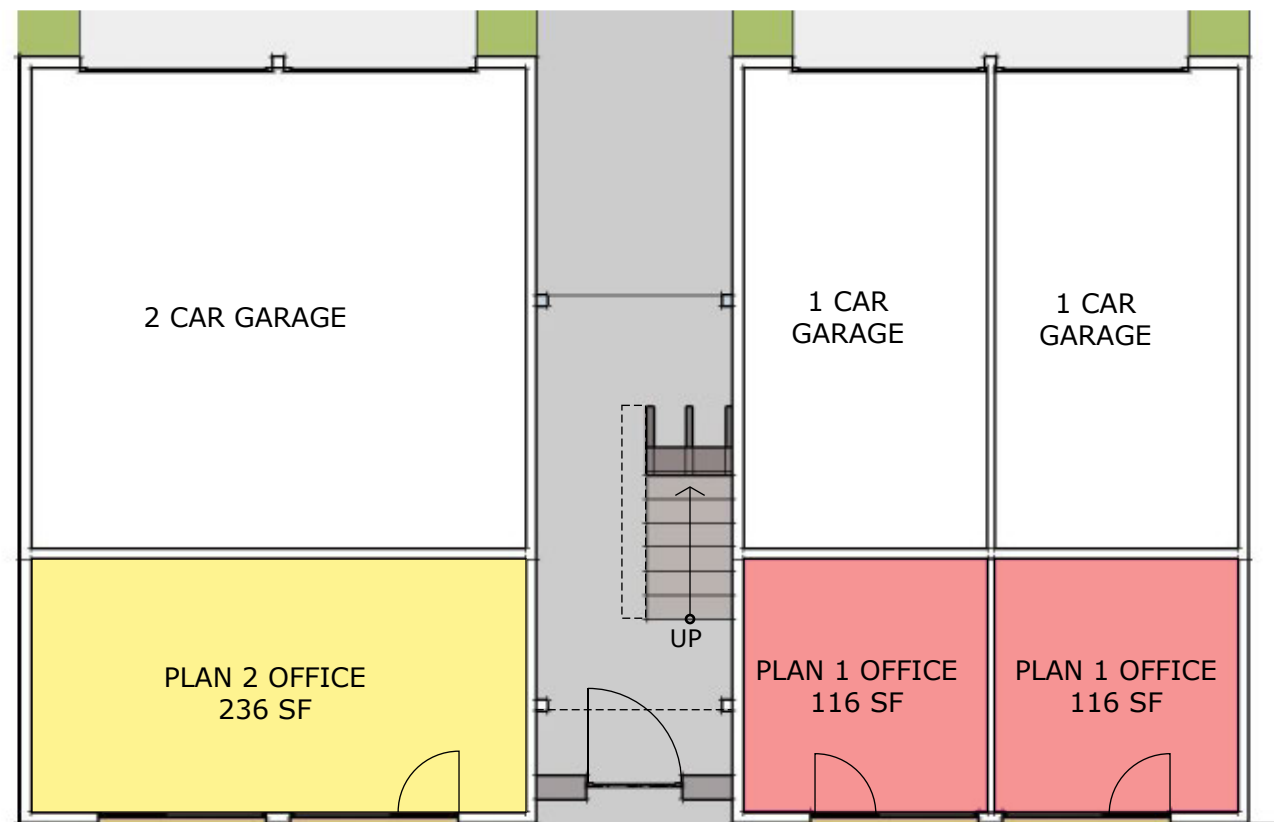 2 CAR GARAGE
1 CAR
GARAGE
1 CAR
GARAGE
UP
PLAN 2 OFFICE
236 SF
PLAN 1 OFFICE
116 SF
PLAN 1 OFFICE
116 SF